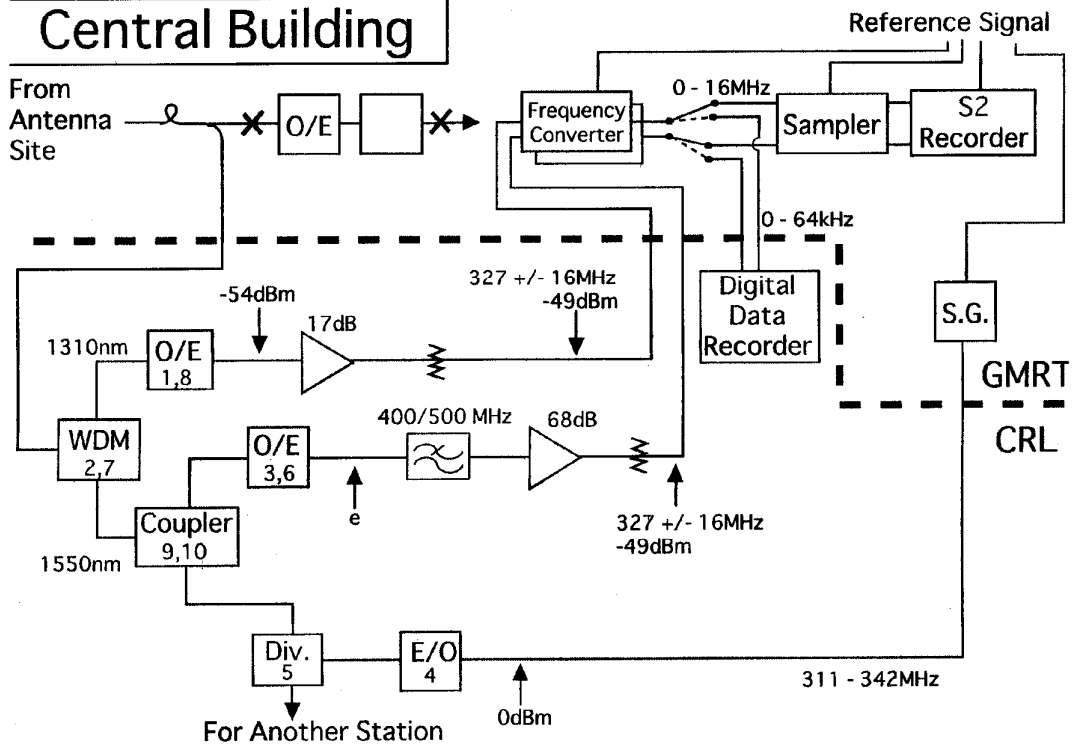 Central Building
Reference Signal
From
Antenna
Site
O/E
Frequency
Converter
0 - 16MHz
Sampler
S2
Recorder
0 - 64kHz
Digital
Data
Recorder
S.G.
GMRT
CRL
-54dBm
17dB
327 +/- 16MHz
-49dBm
1310nm
O/E
1,8
WDM
2,7
O/E
3,6
400/500 MHz
68dB
e
327 +/- 16MHz
-49dBm
Coupler
9,10
1550nm
Div.
5
E/O
4
0dBm
311 - 342MHz
For Another Station